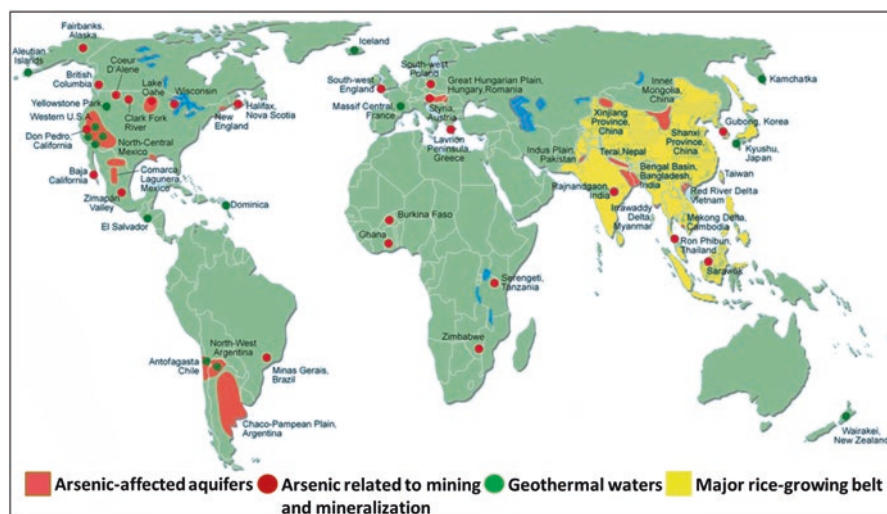 Fairbanks,
Alaska
Aleutian
Islands
Coeur
D'Alene
British
Columbia
Lake
Oahe
Wisconsin
Yellowstone Park
Western U.S.A
Clark Fork
River
New
England
Halifax,
Nova Scotia
Don Pedro,
California
North-Central
Mexico
Baja
California
Comarca
Lagunera,
Mexico
Zimapan
Valley
El Salvador
Dominica
Iceland
South-west
England
South-west
Poland
Great Hungarian Plain,
Hungary,Romania
Massif Central,
France
Styria,
Austria
Lavrion
Peninsula,
Greece
Inner
Mongolia,
China
Kamchatka
Xinjiang
Province,
China
Gubong, Korea
Shanxi
Province,
China
Kyushu,
Japan
Indus Plain,
Pakistan
Terai,Nepal
Bengal Basin,
Bangladesh,
India
Taiwan
Rajnandgaon,
India
Red River Delta
Vietnam
Irrawaddy
Delta,
Myanmar
Mekong Delta,
Cambodia
Ron Phibun,
Thailand
Sarawak
Burkina Faso
Ghana
Serengeti,
Tanzania
Zimbabwe
North-West
Argentina
Antofagasta
Chile
Minas Gerais,
Brazil
Chaco-Pampean Plain,
Argentina
Wairakei,
New Zealand
Arsenic-affected aquifers
Arsenic related to mining
and mineralization
Geothermal waters
Major rice-growing belt